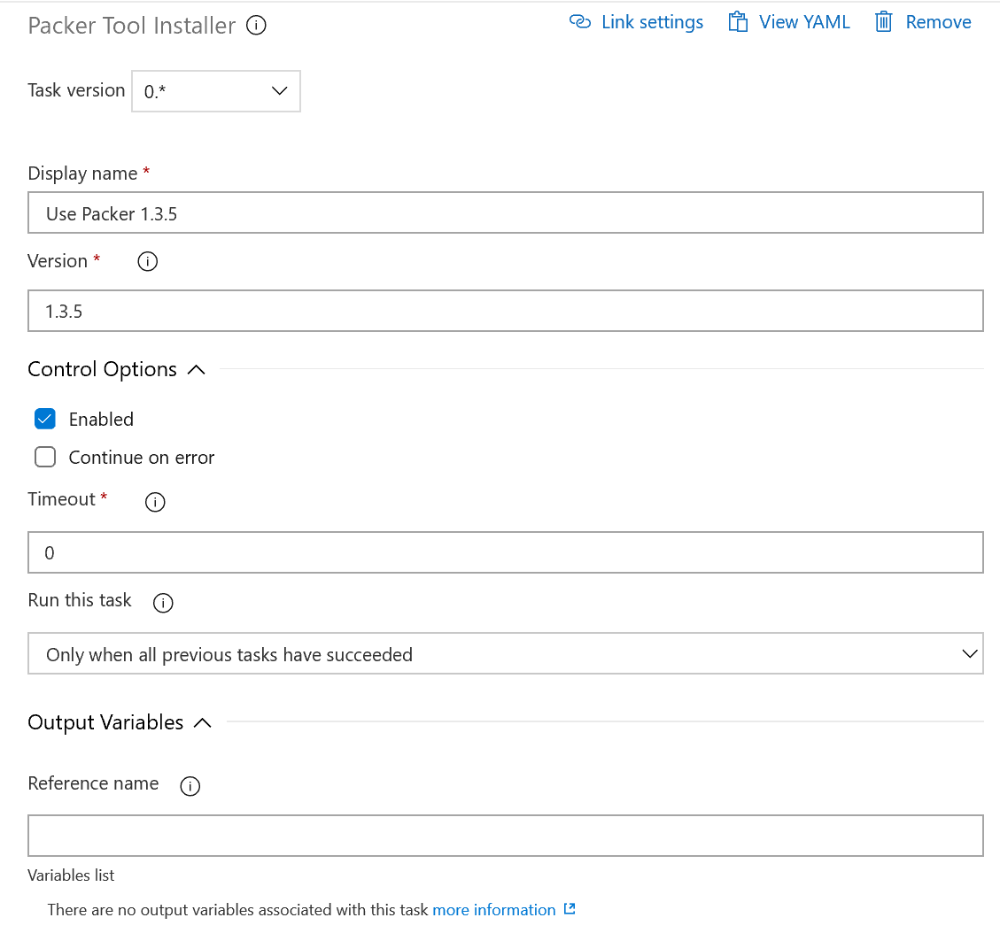 Packer Tool Installer
Link settings
View YAML
Remove
Task version 0.*
Display name *
Use Packer 1.3.5
Version *
1.3.5
Control Options
Enabled
Continue on error
Timeout *
0
Run this task
Only when all previous tasks have succeeded
Output Variables
Reference name
Variables list
There are no output variables associated with this task more information